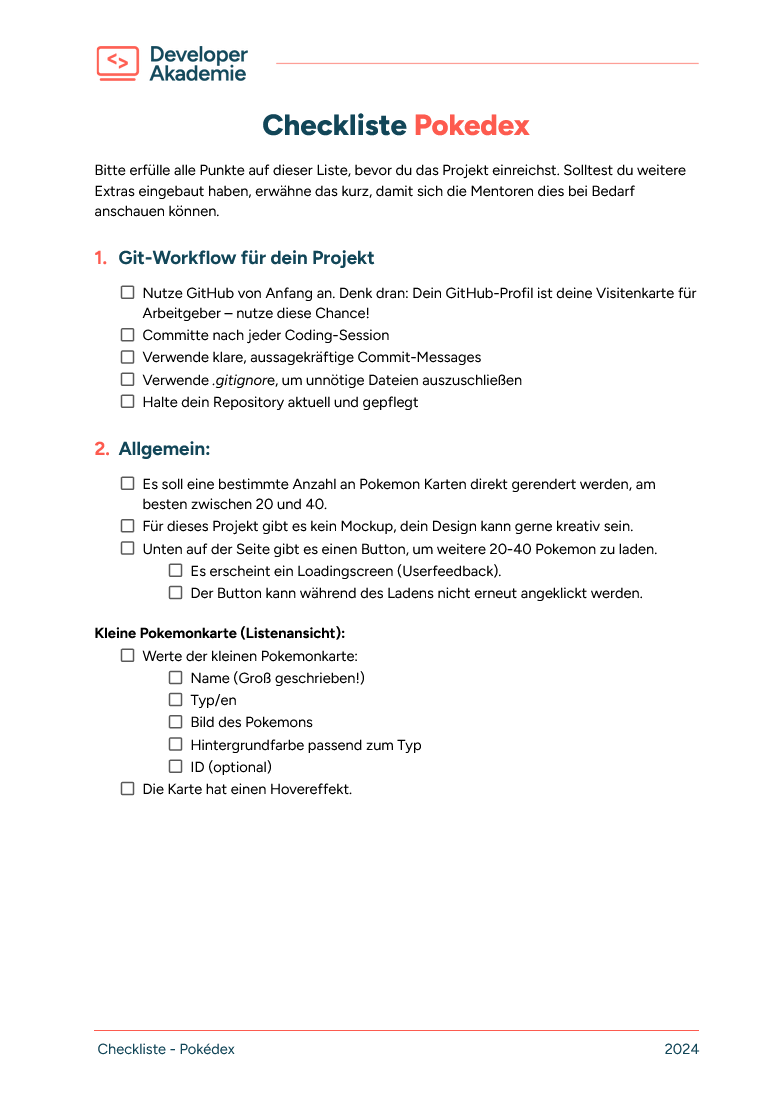 Developer
Akademie
Checkliste Pokedex
Bitte erfülle alle Punkte auf dieser Liste, bevor du das Projekt einreichst. Solltest du weitere
Extras eingebaut haben, erwähne das kurz, damit sich die Mentoren dies bei Bedarf
anschauen können.
1. Git-Workflow für dein Projekt
Nutze GitHub von Anfang an. Denk dran: Dein GitHub-Profil ist deine Visitenkarte für
Arbeitgeber – nutze diese Chance!
Committe nach jeder Coding-Session
Verwende klare, aussagekräftige Commit-Messages
Verwende .gitignore, um unnötige Dateien auszuschließen
Halte dein Repository aktuell und gepflegt
2. Allgemein:
Es soll eine bestimmte Anzahl an Pokemon Karten direkt gerendert werden, am
besten zwischen 20 und 40.
Für dieses Projekt gibt es kein Mockup, dein Design kann gerne kreativ sein.
Unten auf der Seite gibt es einen Button, um weitere 20-40 Pokemon zu laden.
Es erscheint ein Loadingscreen (Userfeedback).
Der Button kann während des Ladens nicht erneut angeklickt werden.
Kleine Pokemonkarte (Listenansicht):
Werte der kleinen Pokemonkarte:
Name (Groß geschrieben!)
Typ/en
Bild des Pokemons
Hintergrundfarbe passend zum Typ
ID (optional)
Die Karte hat einen Hovereffekt.
Checkliste - Pokédex 2024